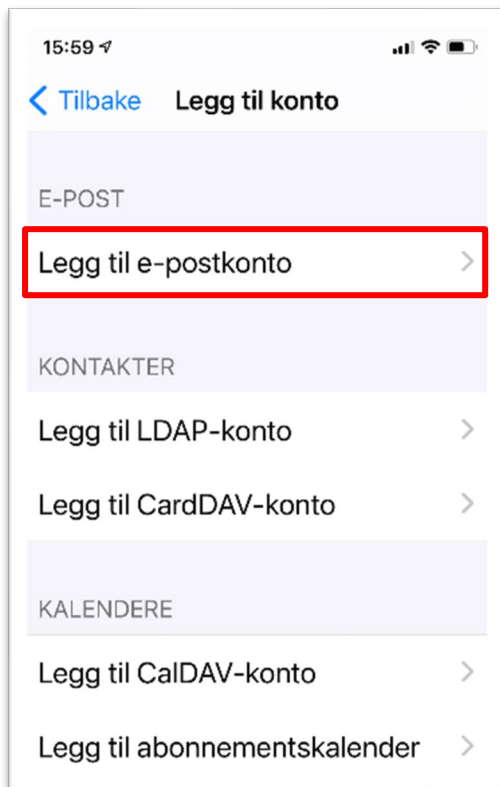 15:59
Tilbake Legg til konto
E-POST
Legg til e-postkonto
KONTAKTER
Legg til LDAP-konto
Legg til CardDAV-konto
KALENDERE
Legg til CalDAV-konto
Legg til abonnementskalender